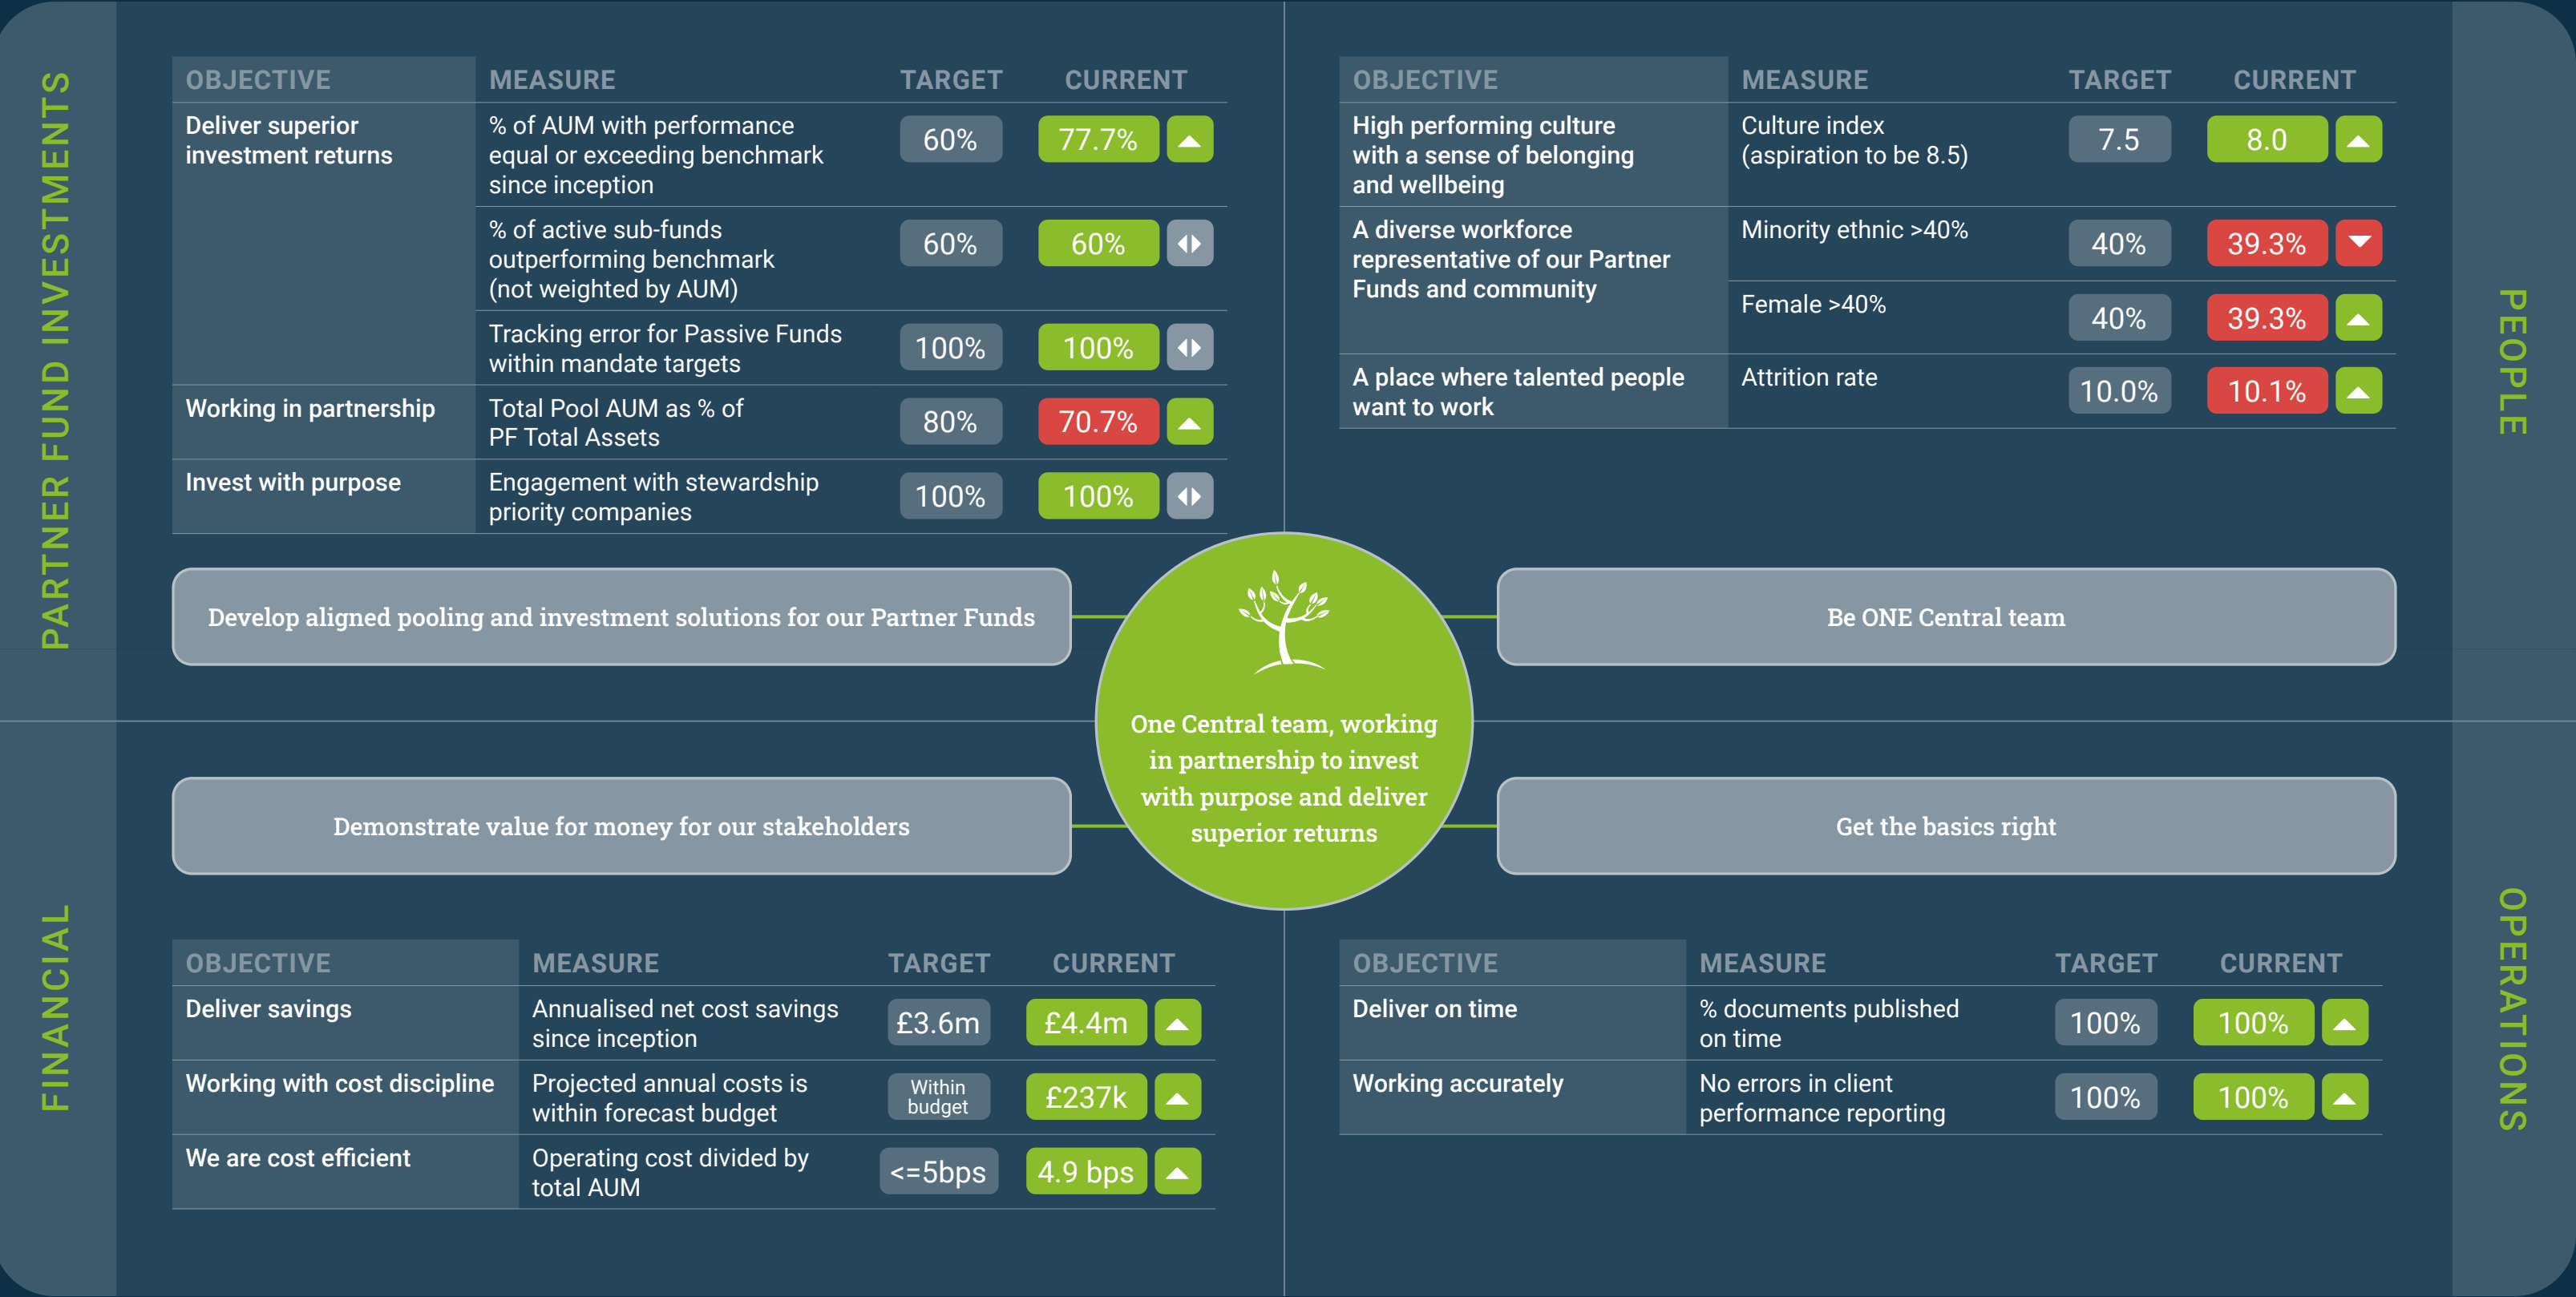 PARTNER FUND INVESTMENTS
OBJECTIVE MEASURE TARGET CURRENT
Deliver superior
investment returns
% of AUM with performance
equal or exceeding benchmark
since inception
60% 77.7%
% of active sub-funds
outperforming benchmark
(not weighted by AUM)
60% 60%
Tracking error for Passive Funds
within mandate targets
100% 100%
Working in partnership
Total Pool AUM as % of
PF Total Assets
80% 70.7%
Invest with purpose
Engagement with stewardship
priority companies
100% 100%
Develop aligned pooling and investment solutions for our Partner Funds
PEOPLE
OBJECTIVE MEASURE TARGET CURRENT
High performing culture
with a sense of belonging
and wellbeing
Culture index
(aspiration to be 8.5)
7.5 8.0
A diverse workforce
representative of our Partner
Funds and community
Minority ethnic >40%
40% 39.3%
Female >40%
40% 39.3%
A place where talented people
want to work
Attrition rate
10.0% 10.1%
Be ONE Central team
One Central team, working
in partnership to invest
with purpose and deliver
superior returns
FINANCIAL
Demonstrate value for money for our stakeholders
OBJECTIVE MEASURE TARGET CURRENT
Deliver savings
Annualised net cost savings
since inception
£3.6m £4.4m
Working with cost discipline
Projected annual costs is
within forecast budget
Within
budget
£237k
We are cost efficient
Operating cost divided by
total AUM
<=5bps 4.9 bps
OPERATIONS
Get the basics right
OBJECTIVE MEASURE TARGET CURRENT
Deliver on time
% documents published
on time
100% 100%
Working accurately
No errors in client
performance reporting
100% 100%